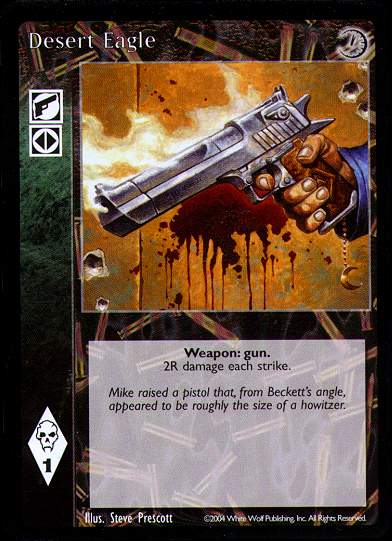 Desert Eagle
Weapon: gun.
2R damage each strike.
Mike raised a pistol that, from Beckett's angle,
appeared to be roughly the size of a howitzer.
1
Illus. Steve Prescott
©2004 White Wolf Publishing, Inc. All Rights Reserved.